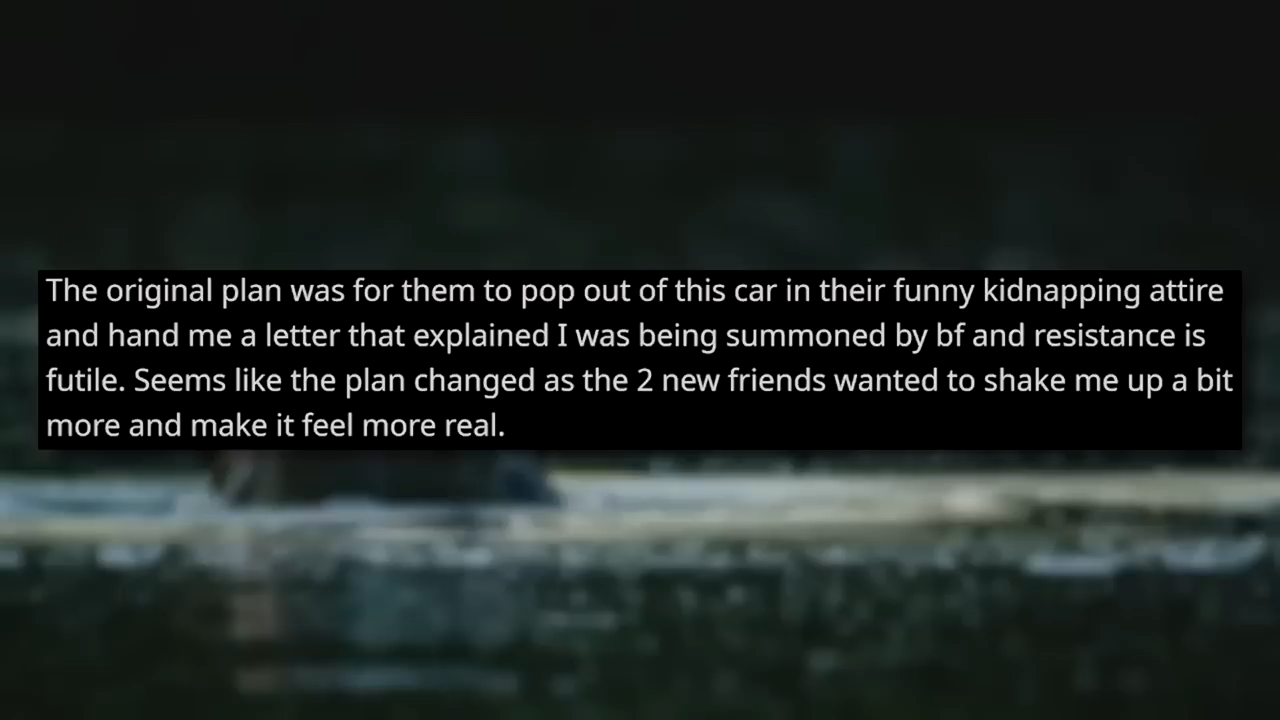 The original plan was for them to pop out of this car in their funny kidnapping attire
and hand me a letter that explained I was being summoned by bf and resistance is
futile. Seems like the plan changed as the 2 new friends wanted to shake me up a bit
more and make it feel more real.